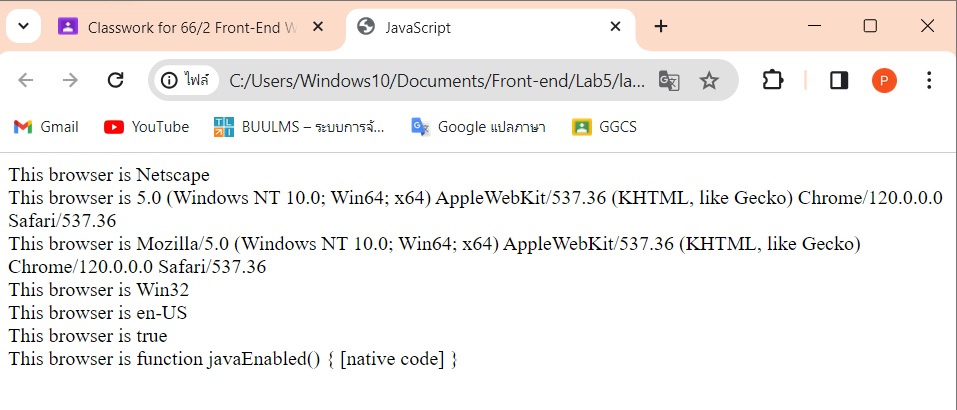 Classwork for 66/2 Front-End W
JavaScript
ไฟล์ C:/Users/Windows10/Documents/Front-end/Lab5/la...
P
Gmail YouTube BUULMS – ระบบการจั... Google แปลภาษา GGCS
This browser is Netscape
This browser is 5.0 (Windows NT 10.0; Win64; x64) AppleWebKit/537.36 (KHTML, like Gecko) Chrome/120.0.0.0
Safari/537.36
This browser is Mozilla/5.0 (Windows NT 10.0; Win64; x64) AppleWebKit/537.36 (KHTML, like Gecko)
Chrome/120.0.0.0 Safari/537.36
This browser is Win32
This browser is en-US
This browser is true
This browser is function javaEnabled() { [native code] }